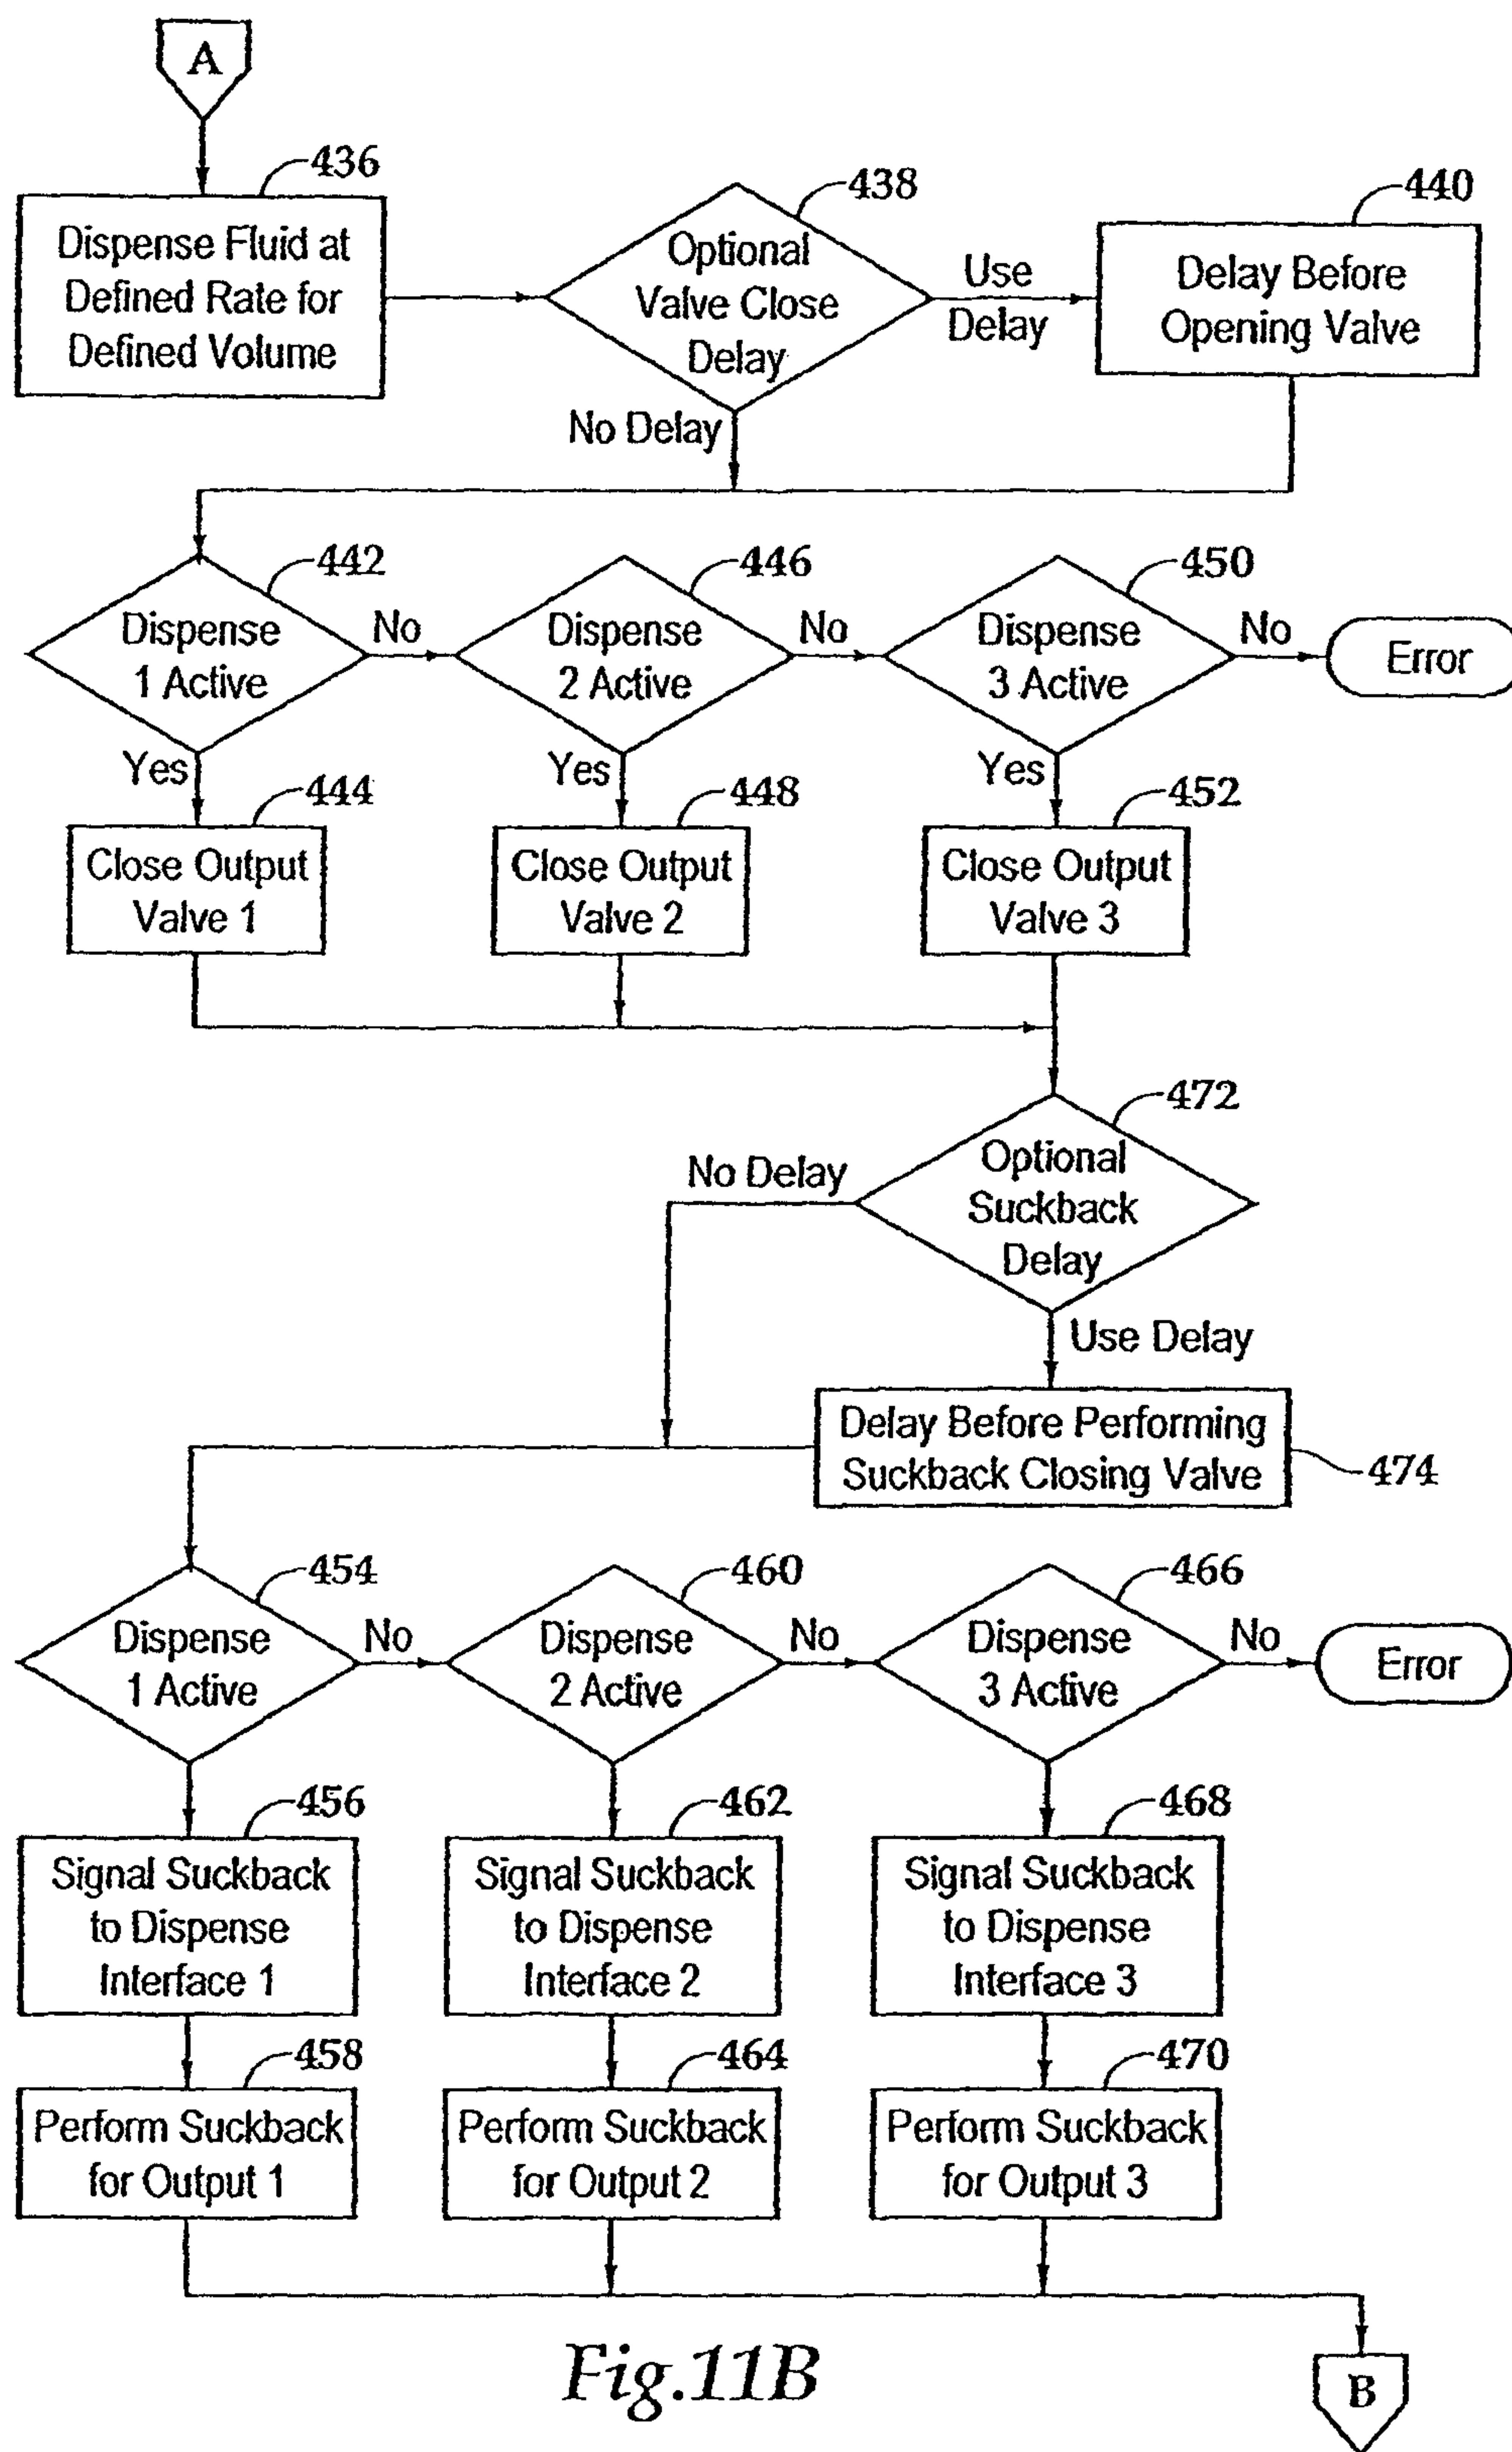 A
436
Dispense Fluid at
Defined Rate for
Defined Volume
438
Optional
Valve Close
Delay
Use
Delay
No Delay
440
Delay Before
Opening Valve
442
Dispense
1 Active
No
Yes
446
Dispense
2 Active
No
Yes
450
Dispense
3 Active
No
Yes
Error
444
Close Output
Valve 1
448
Close Output
Valve 2
452
Close Output
Valve 3
472
Optional
Suckback
Delay
No Delay
Use Delay
Delay Before Performing
Suckback Closing Valve
474
454
Dispense
1 Active
No
460
Dispense
2 Active
No
466
Dispense
3 Active
No
Error
456
Signal Suckback
to Dispense
Interface 1
462
Signal Suckback
to Dispense
Interface 2
468
Signal Suckback
to Dispense
Interface 3
458
Perform Suckback
for Output 1
464
Perform Suckback
for Output 2
470
Perform Suckback
for Output 3
B
Fig.11B